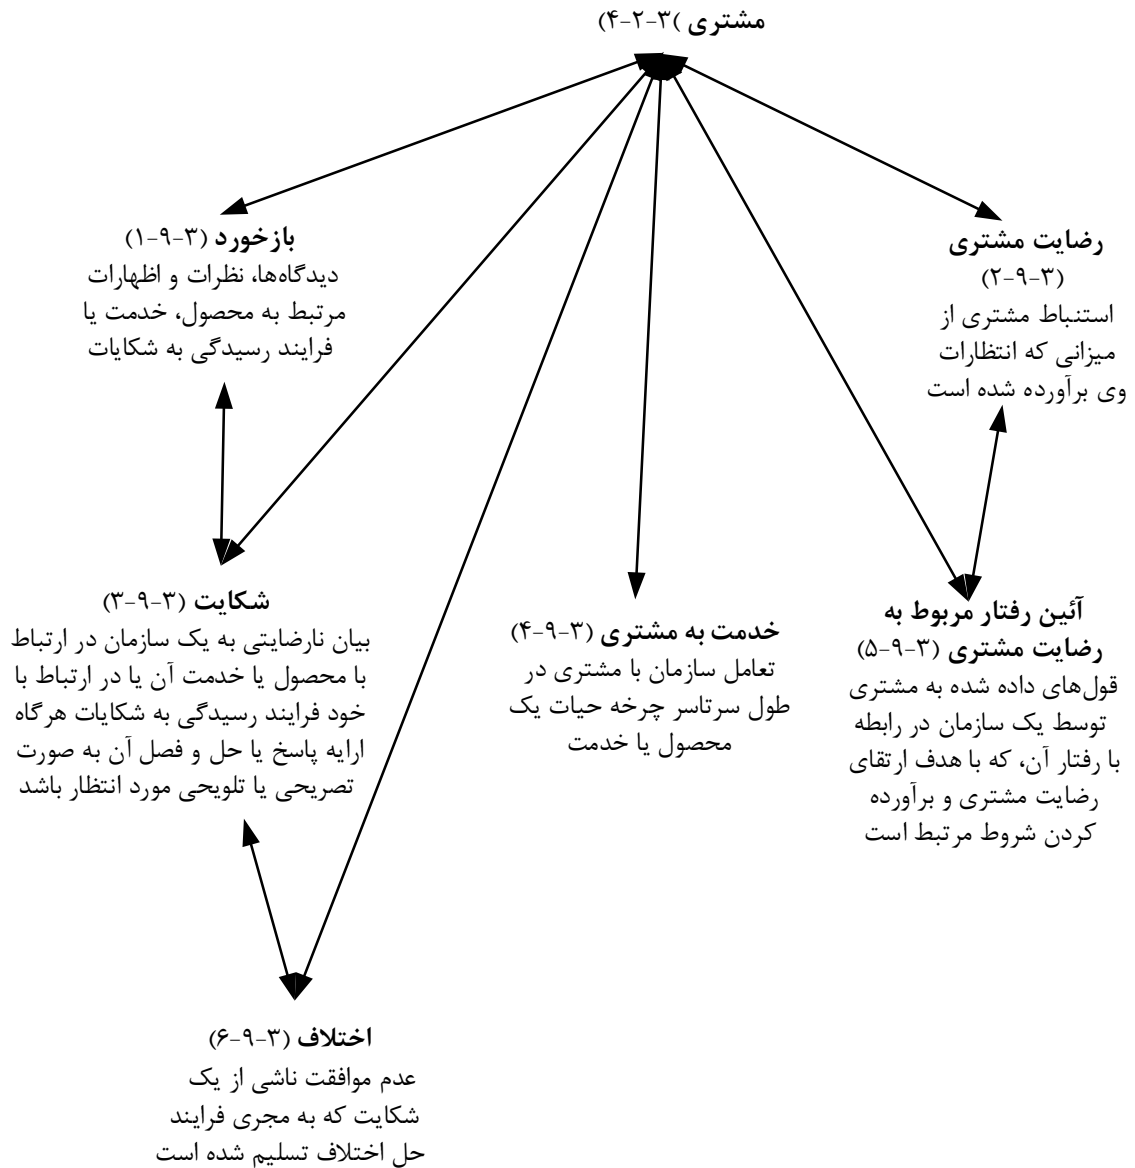 مشتری (۳-۲-۴)
بازخورد (۳-۹-۱)
دیدگاه‌ها، نظرات و اظهارات
مرتبط به محصول، خدمت یا
فرایند رسیدگی به شکایات
رضایت مشتری
(۳-۹-۲)
استنباط مشتری از
میزانی که انتظارات
وی برآورده شده است
شکایت (۳-۹-۳)
بیان نارضایتی به یک سازمان در ارتباط
با محصول یا خدمت آن یا در ارتباط با
خود فرایند رسیدگی به شکایات هرگاه
ارایه پاسخ یا حل و فصل آن به صورت
تصریحی یا تلویحی مورد انتظار باشد
خدمت به مشتری (۳-۹-۴)
تعامل سازمان با مشتری در
طول سرتاسر چرخه حیات یک
محصول یا خدمت
آئین رفتار مربوط به
رضایت مشتری (۳-۹-۵)
قول‌های داده شده به مشتری
توسط یک سازمان در رابطه
با رفتار آن، که با هدف ارتقای
رضایت مشتری و برآورده
کردن شروط مرتبط است
اختلاف (۳-۹-۶)
عدم موافقت ناشی از یک
شکایت که به مجری فرایند
حل اختلاف تسلیم شده است